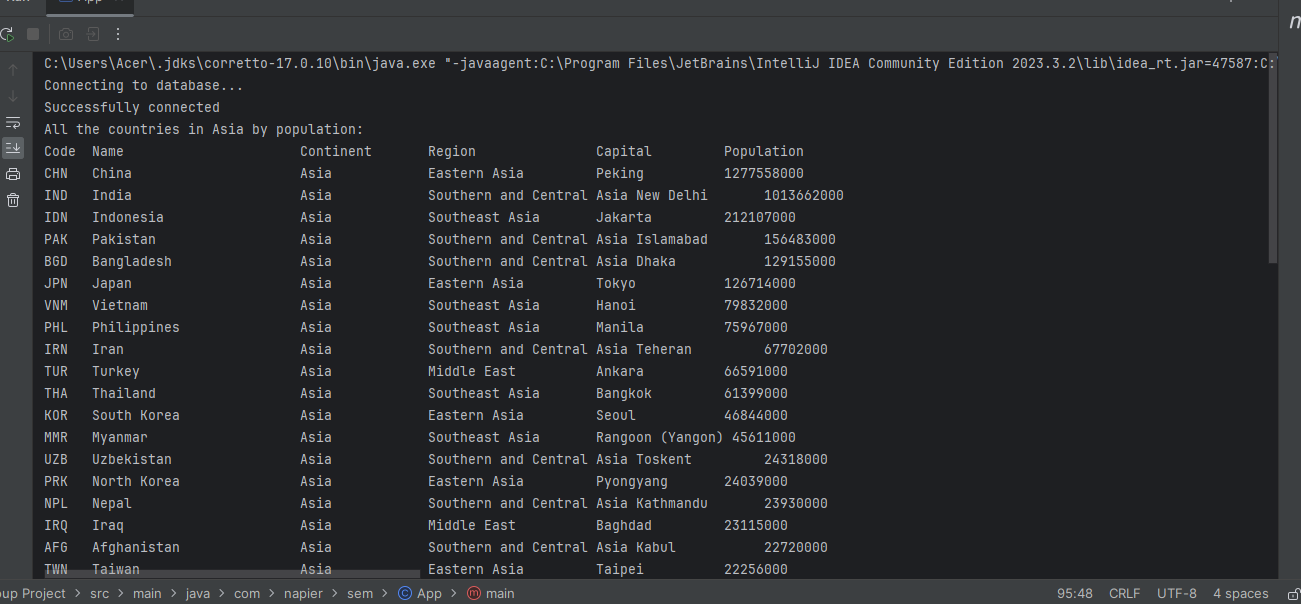 App
C:\Users\Acer\.jdks\corretto-17.0.10\bin\java.exe "-javaagent:C:\Program Files\JetBrains\IntelliJ IDEA Community Edition 2023.3.2\lib\idea_rt.jar=47587:C:
Connecting to database...
Successfully connected
All the countries in Asia by population:
Code Name Continent Region Capital Population
CHN China Asia Eastern Asia Peking 1277558000
IND India Asia Southern and Central Asia New Delhi 1013662000
IDN Indonesia Asia Southeast Asia Jakarta 212107000
PAK Pakistan Asia Southern and Central Asia Islamabad 156483000
BGD Bangladesh Asia Southern and Central Asia Dhaka 129155000
JPN Japan Asia Eastern Asia Tokyo 126714000
VNM Vietnam Asia Southeast Asia Hanoi 79832000
PHL Philippines Asia Southeast Asia Manila 75967000
IRN Iran Asia Southern and Central Asia Teheran 67702000
TUR Turkey Asia Middle East Ankara 66591000
THA Thailand Asia Southeast Asia Bangkok 61399000
KOR South Korea Asia Eastern Asia Seoul 46844000
MMR Myanmar Asia Southeast Asia Rangoon (Yangon) 45611000
UZB Uzbekistan Asia Southern and Central Asia Toskent 24318000
PRK North Korea Asia Eastern Asia Pyongyang 24039000
NPL Nepal Asia Southern and Central Asia Kathmandu 23930000
IRQ Iraq Asia Middle East Baghdad 23115000
AFG Afghanistan Asia Southern and Central Asia Kabul 22720000
TWN Taiwan Asia Eastern Asia Taipei 22256000
oup Project > src > main > java > com > napier > sem > App > main 95:48 CRLF UTF-8 4 spaces